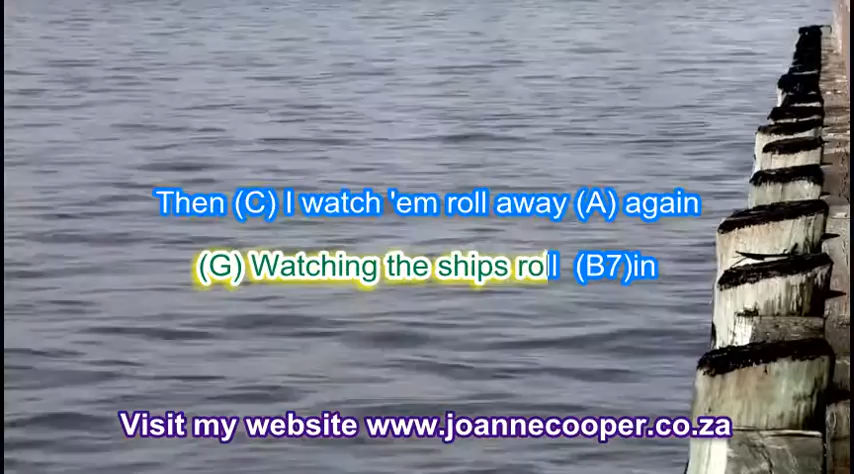 Then (C) I watch 'em roll away (A) again
(G) Watching the ships roll (B7)in
Visit my website www.joannecooper.co.za